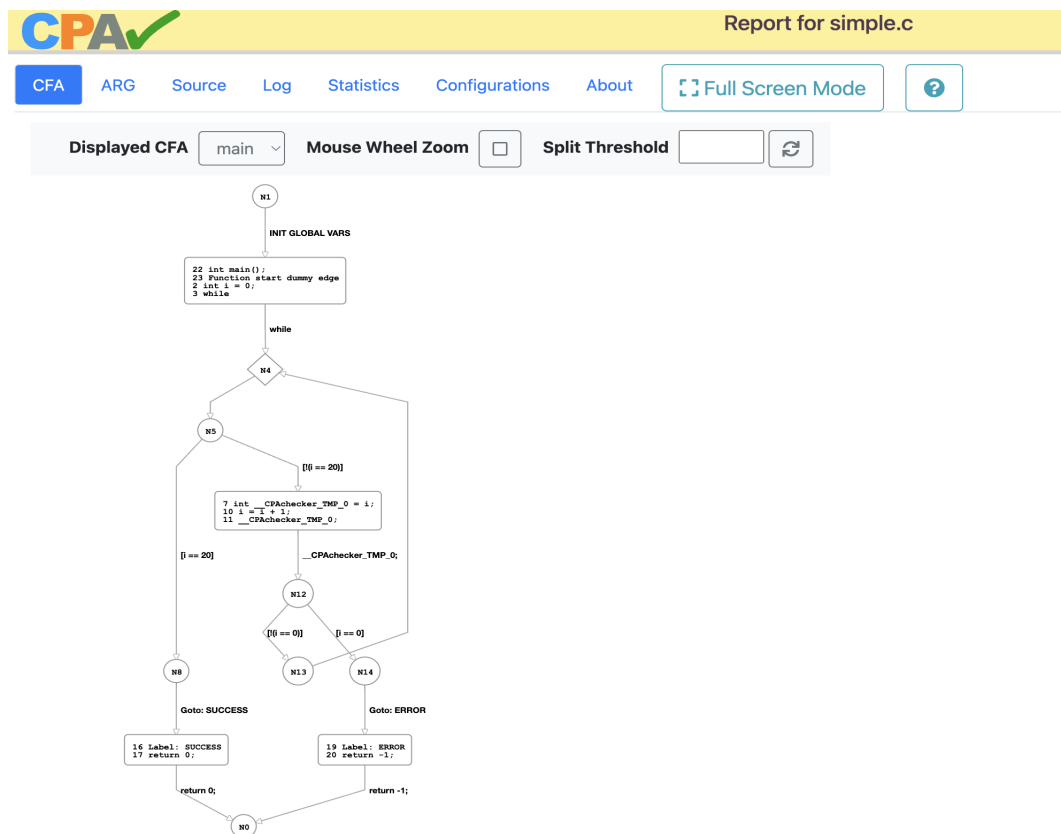 CPA
Report for simple.c
CFA ARG Source Log Statistics Configurations About Full Screen Mode ?
Displayed CFA main Mouse Wheel Zoom Split Threshold
N1
INIT GLOBAL VARS
22 int main();
23 Function start dummy edge
2 int i = 0;
3 while
while
N4
N5
[!(i == 20)]
7 int __CPAchecker_TMP_0 = i;
10 i = i + 1;
11 __CPAchecker_TMP_0;
[i == 20]
__CPAchecker_TMP_0;
N12
[!(i == 0)] [i == 0]
N8 N13 N14
Goto: SUCCESS Goto: ERROR
16 Label: SUCCESS
17 return 0;
19 Label: ERROR
20 return -1;
return 0; return -1;
N0